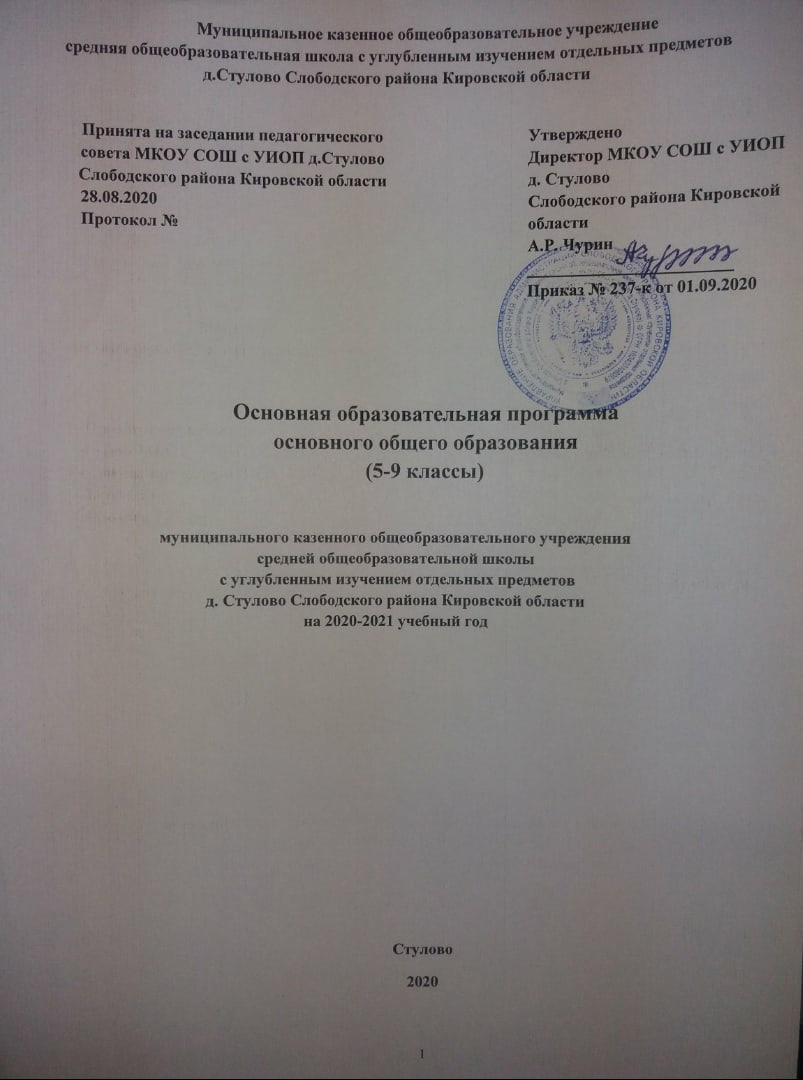 Муниципальное казенное общеобразовательное учреждение
средняя общеобразовательная школа с углубленным изучением отдельных предметов
д.Стулово Слободского района Кировской области
Принята на заседании педагогического
совета МКОУ СОШ с УИОП д.Стулово
Слободского района Кировской области
28.08.2020
Протокол №
Утверждено
Директор МКОУ СОШ с УИОП
д. Стулово
Слободского района Кировской
области
А.Р. Чурин
Приказ № 237-к от 01.09.2020
Основная образовательная программа
основного общего образования
(5-9 классы)
муниципального казенного общеобразовательного учреждения
средней общеобразовательной школы
с углубленным изучением отдельных предметов
д. Стулово Слободского района Кировской области
на 2020-2021 учебный год
Стулово
2020
1